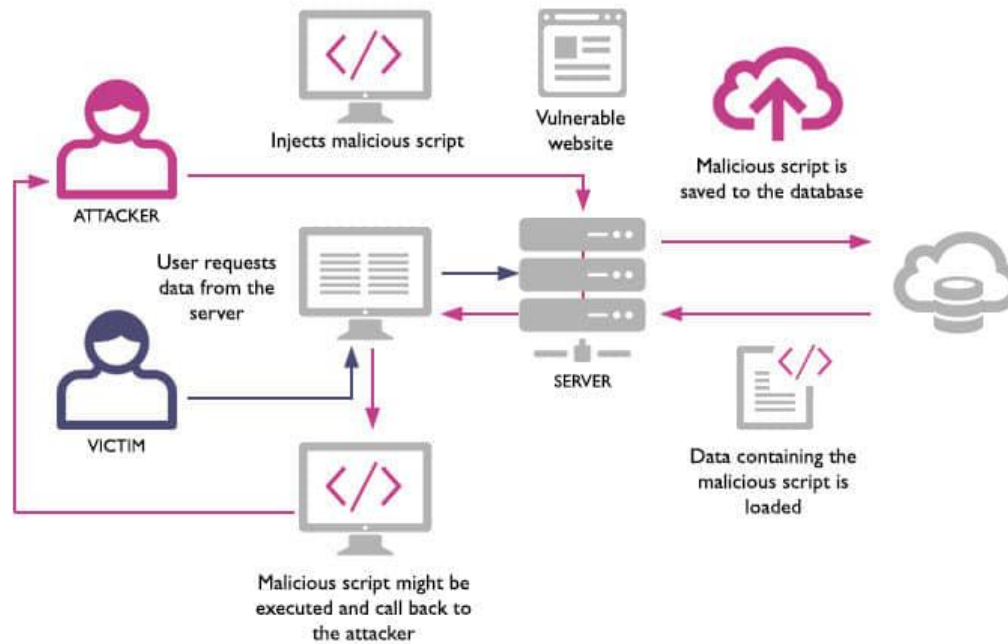 Injects malicious script
Vulnerable
website
Malicious script is
saved to the database
ATTACKER
User requests
data from the
server
SERVER
VICTIM
Data containing the
malicious script is
loaded
Malicious script might be
executed and call back to
the attacker